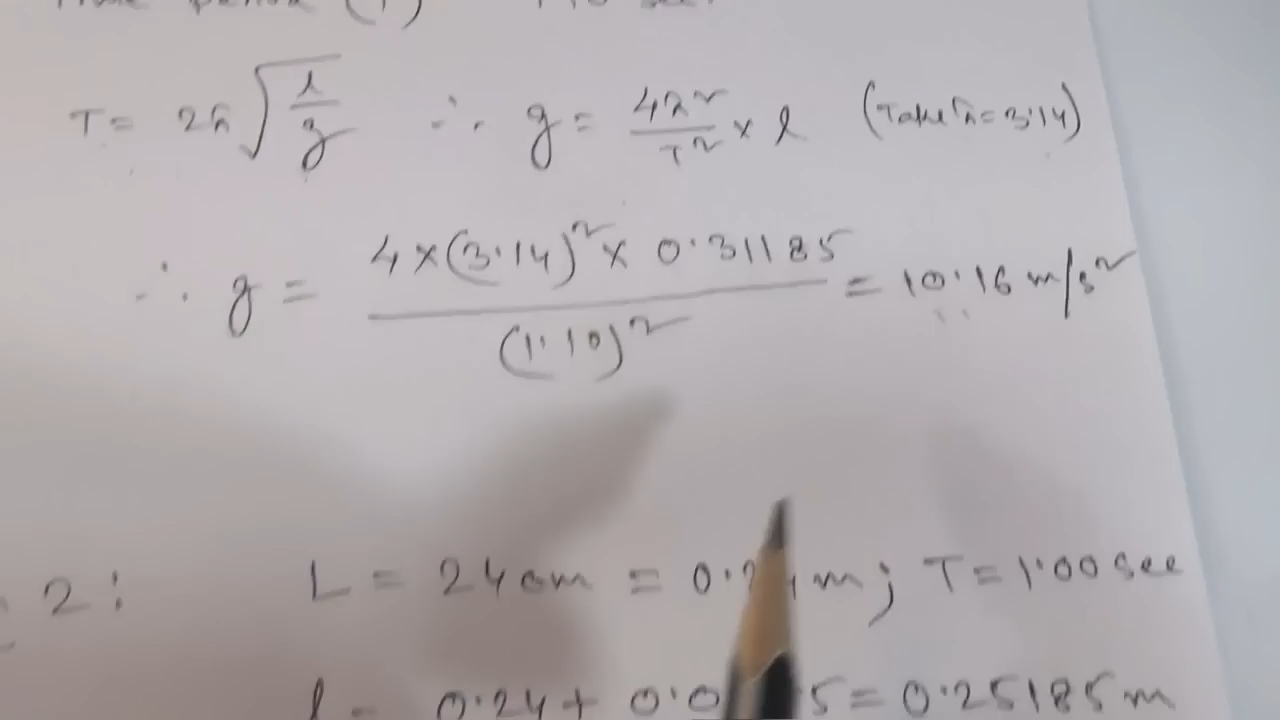 T = 2π√(l/g) ∴ g = 4π²/T² × l (Take π = 3.14)
∴ g = 4 × (3.14)² × 0.31185 / (1.10)² = 10.16 m/s²
2 : L = 24 cm = 0.24 m ; T = 1.00 sec
l = 0.24 + 0.0 5 = 0.25185 m